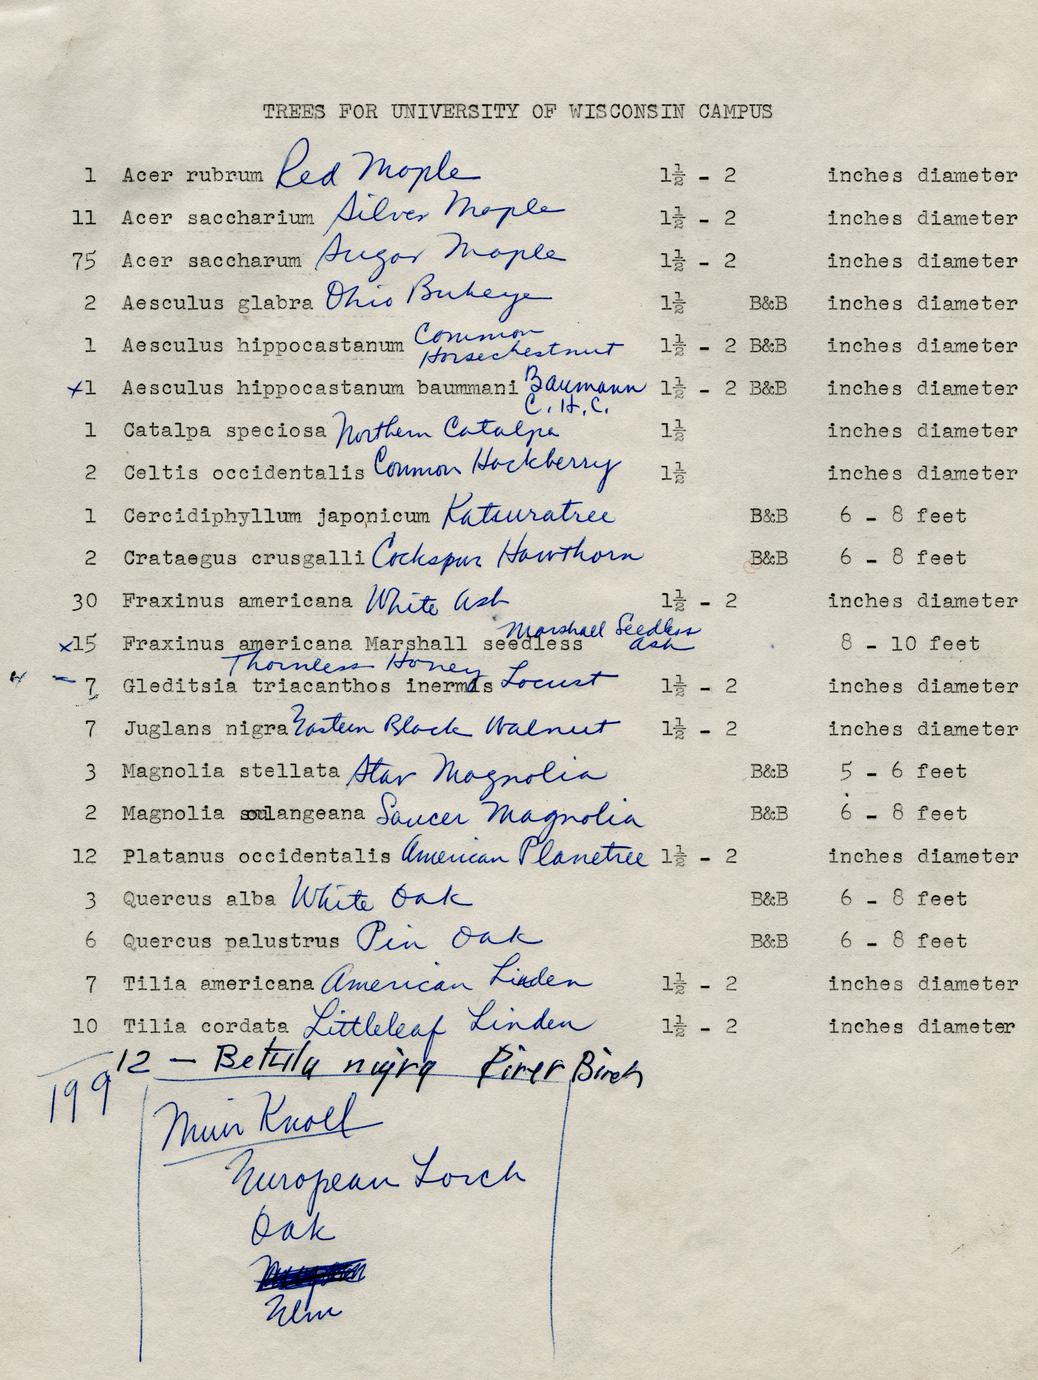 TREES FOR UNIVERSITY OF WISCONSIN CAMPUS
1 Acer rubrum Red Maple 1½ - 2 inches diameter
11 Acer saccharium Silver Maple 1½ - 2 inches diameter
75 Acer saccharum Sugar Maple 1½ - 2 inches diameter
2 Aesculus glabra Ohio Buckeye 1½ B&B inches diameter
1 Aesculus hippocastanum Common Horsechestnut 1½ - 2 B&B inches diameter
x1 Aesculus hippocastanum baummani Baumann C.H.C. 1½ - 2 B&B inches diameter
1 Catalpa speciosa Northern Catalpa 1½ inches diameter
2 Celtis occidentalis Common Hackberry 1½ inches diameter
1 Cercidiphyllum japonicum Katsuratree B&B 6 - 8 feet
2 Crataegus crusgalli Cockspur Hawthorn B&B 6 - 8 feet
30 Fraxinus americana White Ash 1½ - 2 inches diameter
x15 Fraxinus americana Marshall seedless Marshall Seedless Ash 8 - 10 feet
7 Gleditsia triacanthos inermis Thornless Honey Locust 1½ - 2 inches diameter
7 Juglans nigra Eastern Black Walnut 1½ - 2 inches diameter
3 Magnolia stellata Star Magnolia B&B 5 - 6 feet
2 Magnolia soulangeana Saucer Magnolia B&B 6 - 8 feet
12 Platanus occidentalis American Planetree 1½ - 2 inches diameter
3 Quercus alba White Oak B&B 6 - 8 feet
6 Quercus palustrus Pin Oak B&B 6 - 8 feet
7 Tilia americana American Linden 1½ - 2 inches diameter
10 Tilia cordata Littleleaf Linden 1½ - 2 inches diameter
12 - Betula nigra River Birch
199
Muir Knoll
European Larch
Oak
Elm